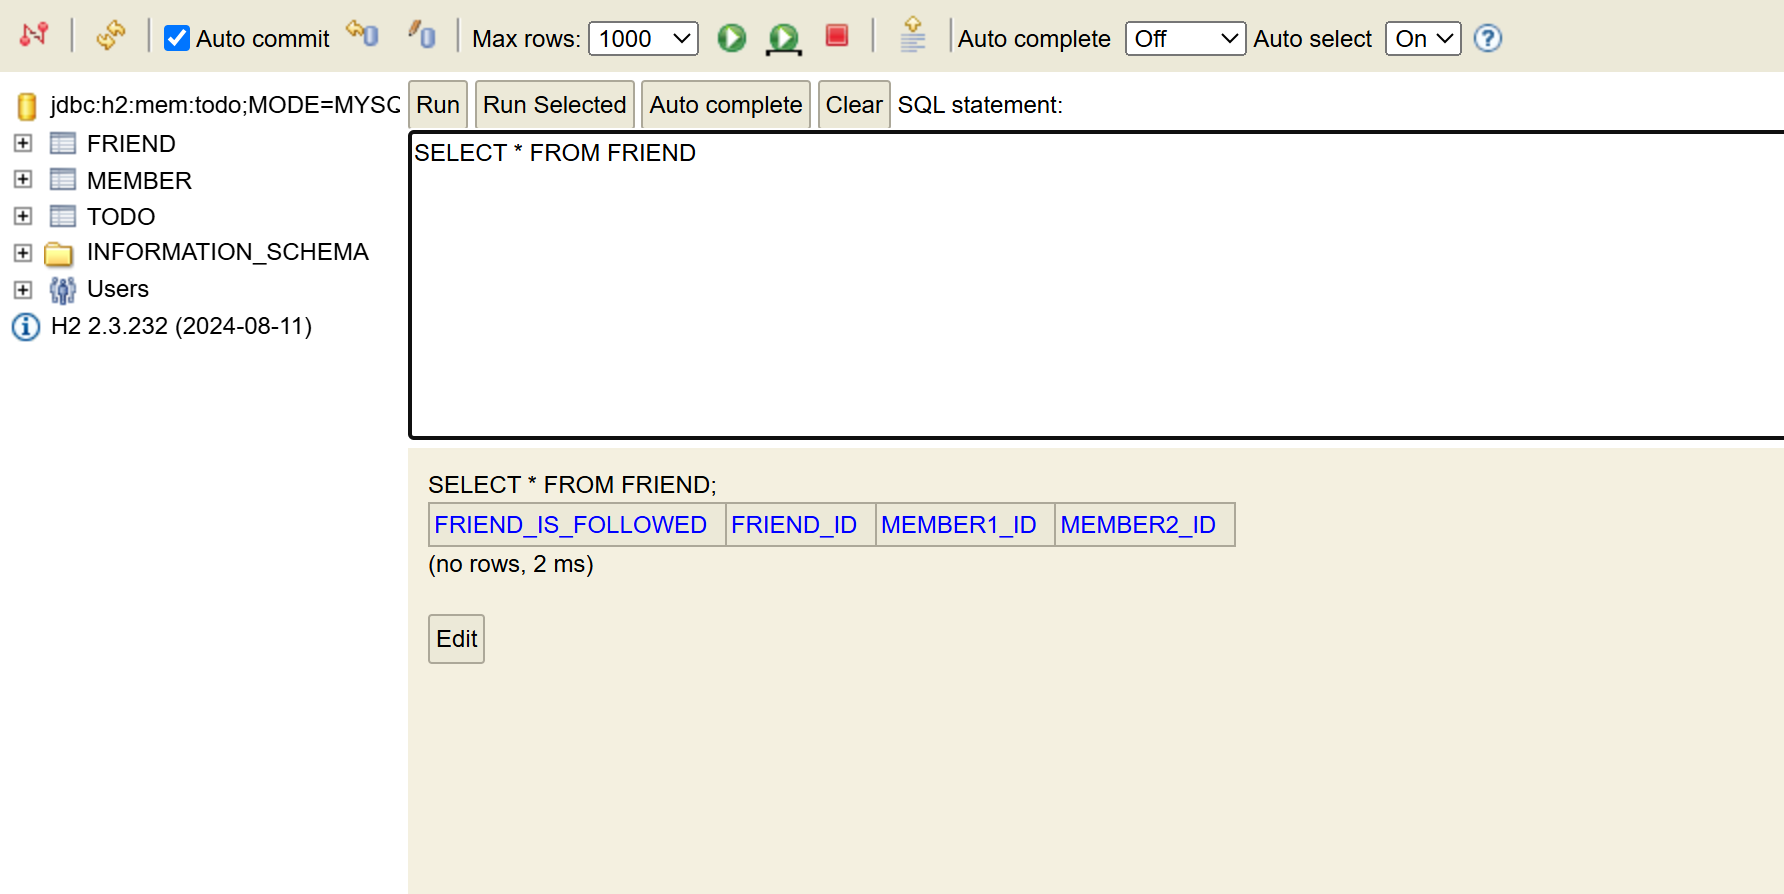 Auto commit Max rows: 1000 Auto complete Off Auto select On ?
jdbc:h2:mem:todo;MODE=MYSQ
FRIEND
MEMBER
TODO
INFORMATION_SCHEMA
Users
H2 2.3.232 (2024-08-11)
Run Run Selected Auto complete Clear SQL statement:
SELECT * FROM FRIEND
SELECT * FROM FRIEND;
FRIEND_IS_FOLLOWED FRIEND_ID MEMBER1_ID MEMBER2_ID
(no rows, 2 ms)
Edit